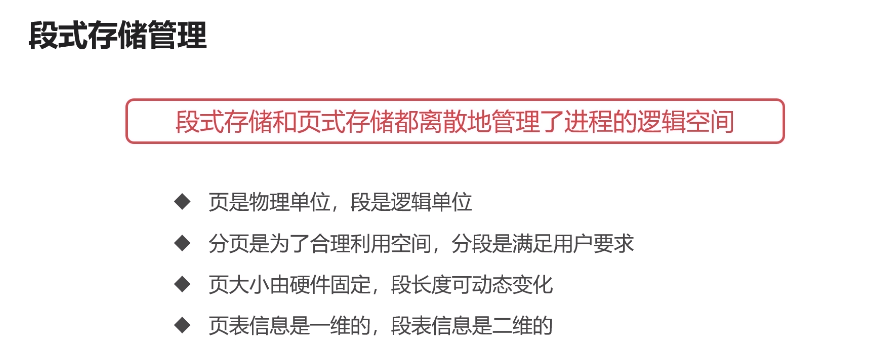 段式存储管理
段式存储和页式存储都离散地管理了进程的逻辑空间
◆ 页是物理单位，段是逻辑单位
◆ 分页是为了合理利用空间，分段是满足用户要求
◆ 页大小由硬件固定，段长度可动态变化
◆ 页表信息是一维的，段表信息是二维的